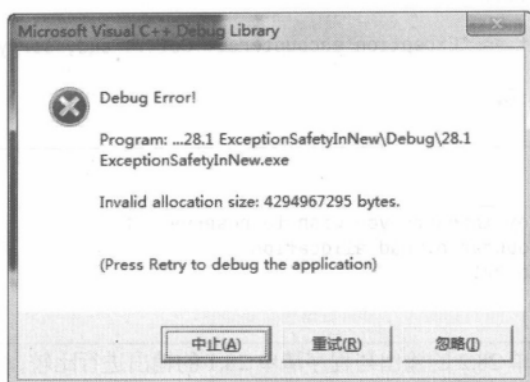 Microsoft Visual C++ Debug Library
Debug Error!
Program: ...28.1 ExceptionSafetyInNew\Debug\28.1
ExceptionSafetyInNew.exe
Invalid allocation size: 4294967295 bytes.
(Press Retry to debug the application)
中止(A)
重试(R)
忽略(I)